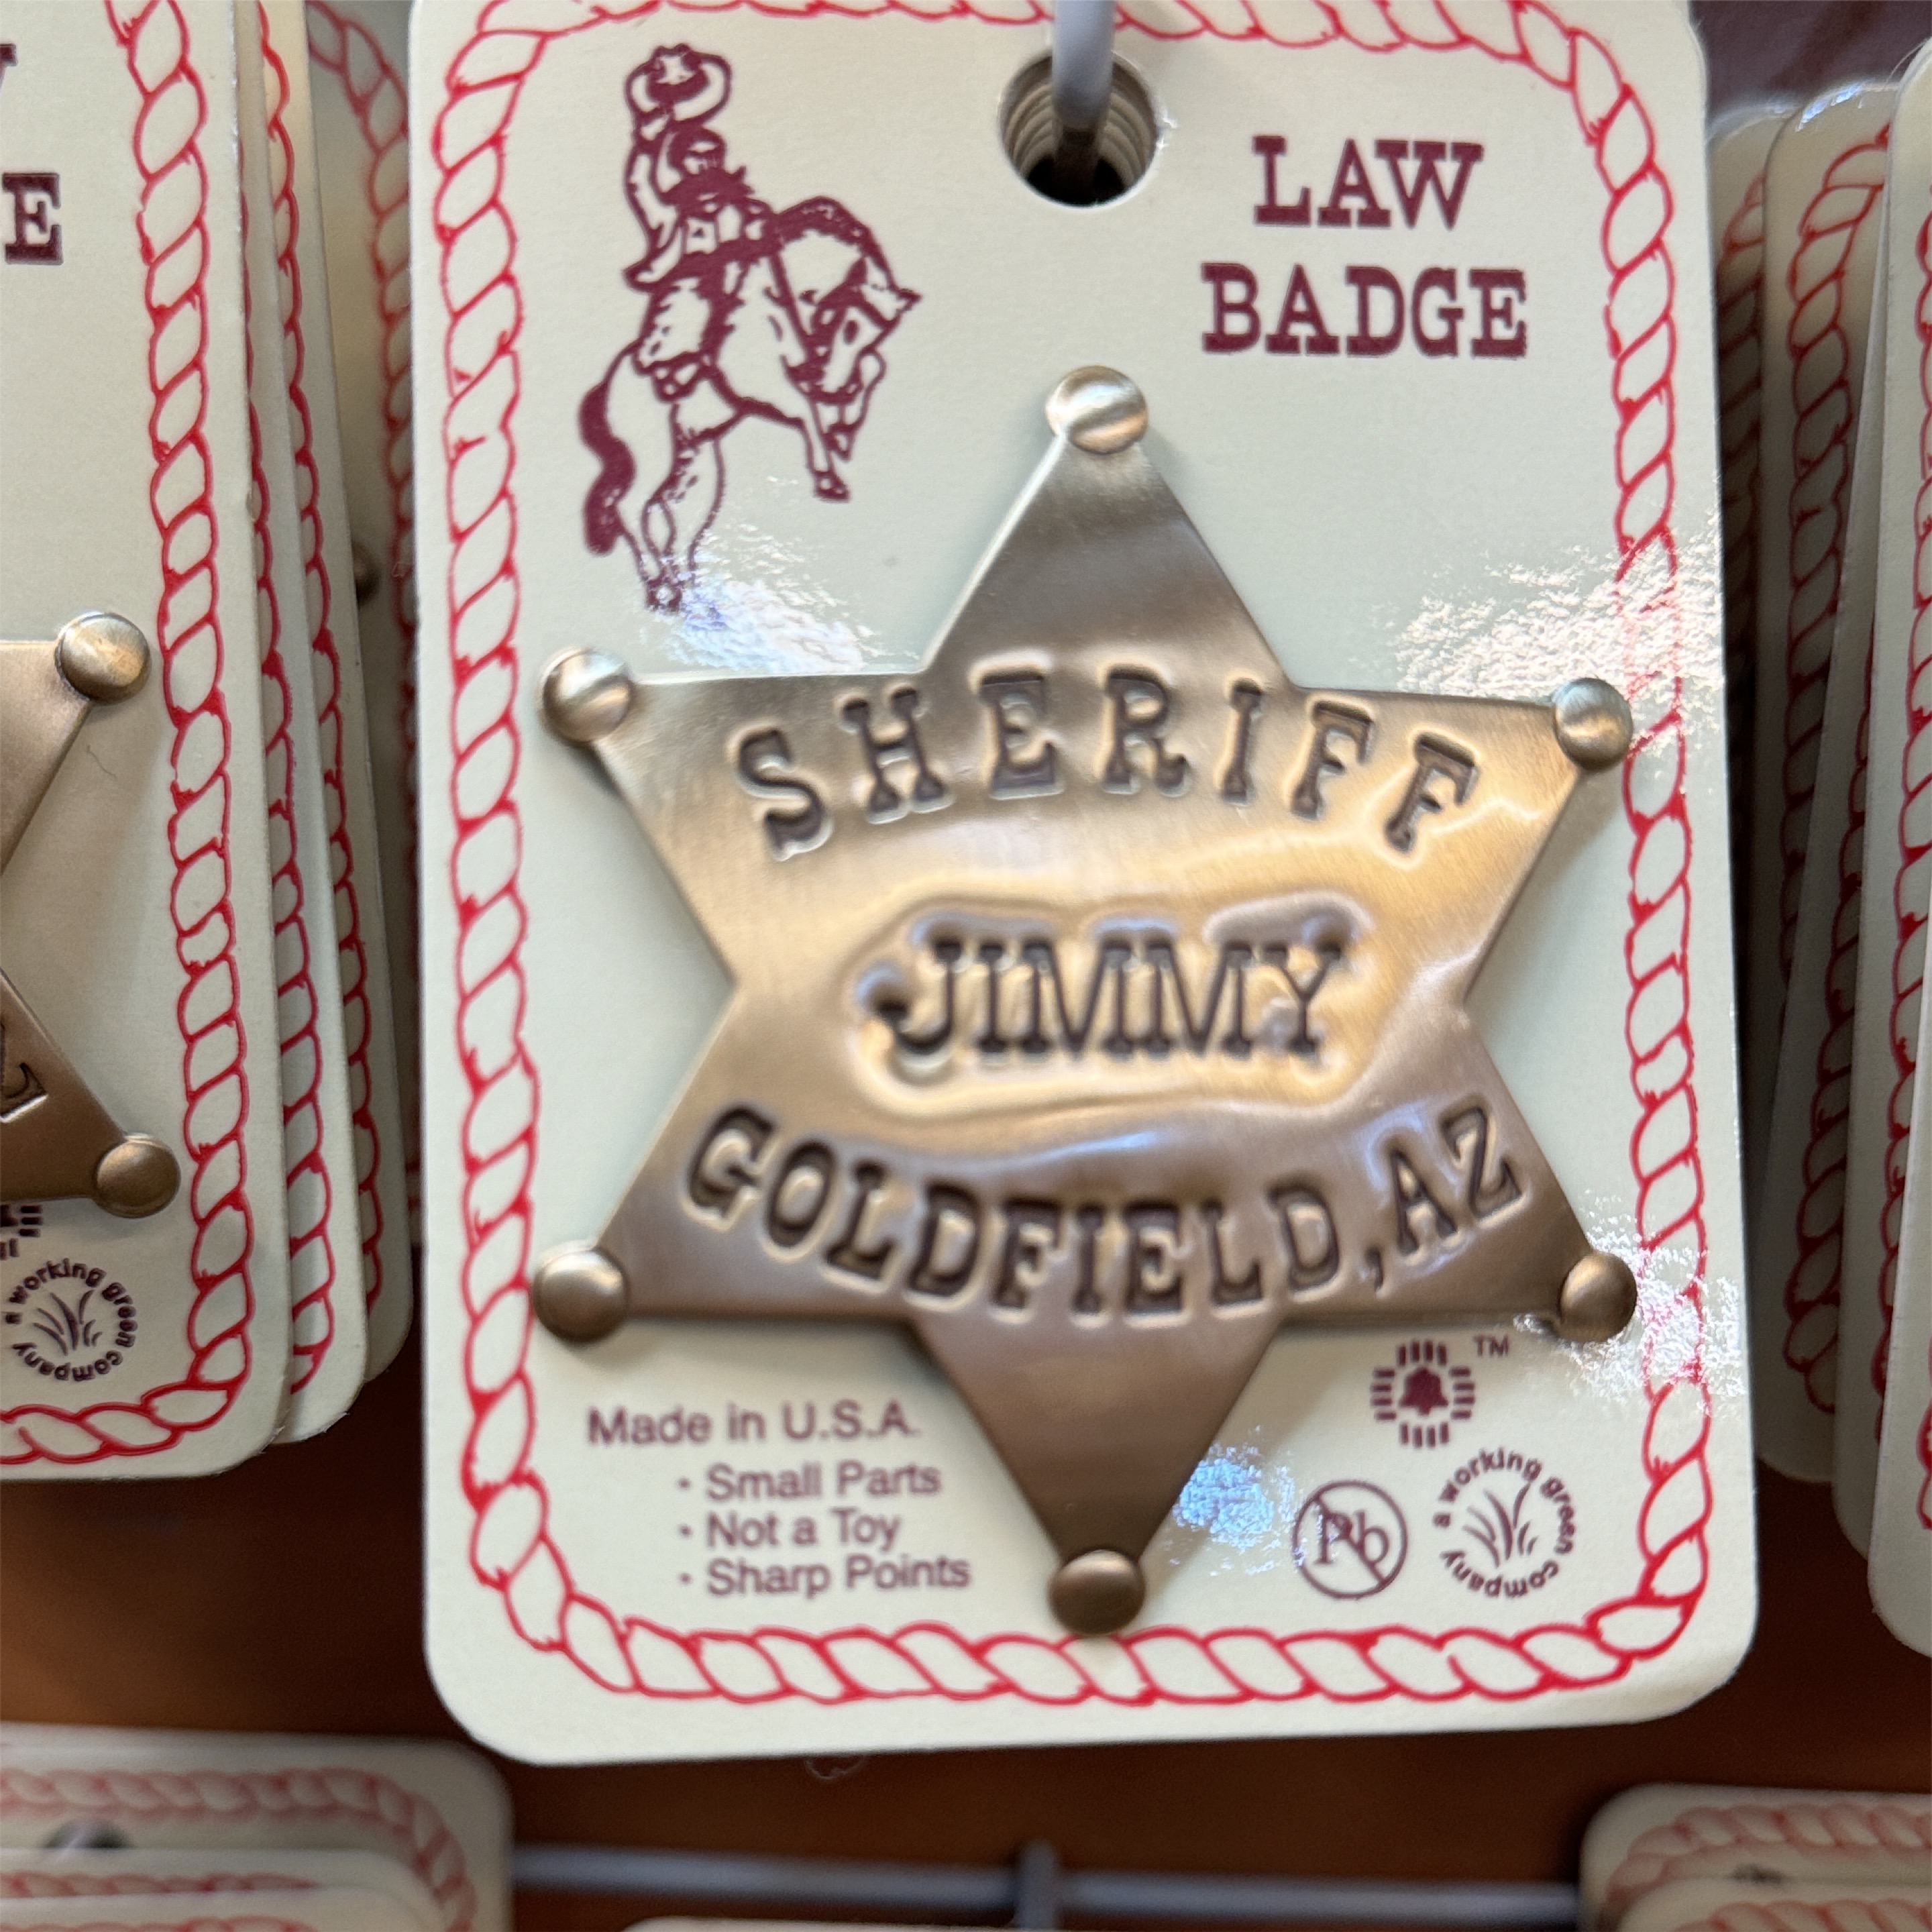 LAW
BADGE
SHERIFF
JIMMY
GOLDFIELD, AZ
Made in U.S.A.
· Small Parts
· Not a Toy
· Sharp Points
TM
Pb
a working green company
E
a working green company